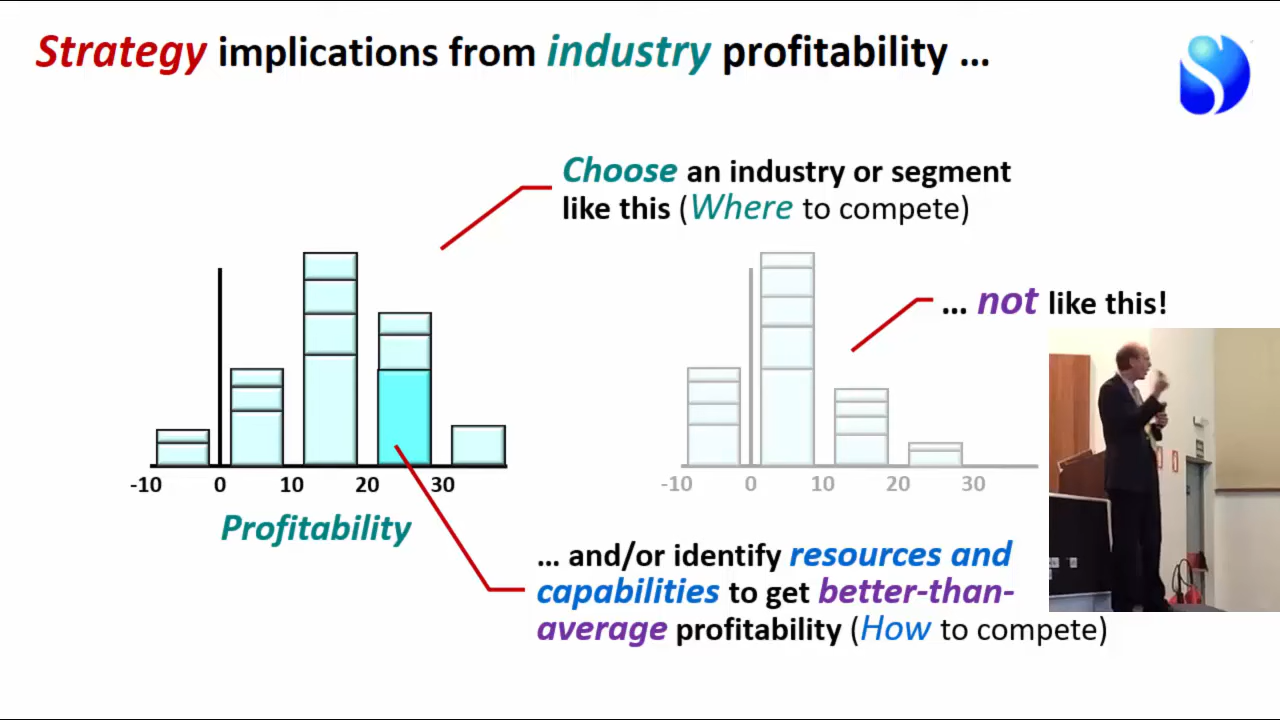 Strategy implications from industry profitability ...
Choose an industry or segment
like this (Where to compete)
... not like this!
-10 0 10 20 30
-10 0 10 20 30
Profitability
... and/or identify resources and
capabilities to get better-than-
average profitability (How to compete)